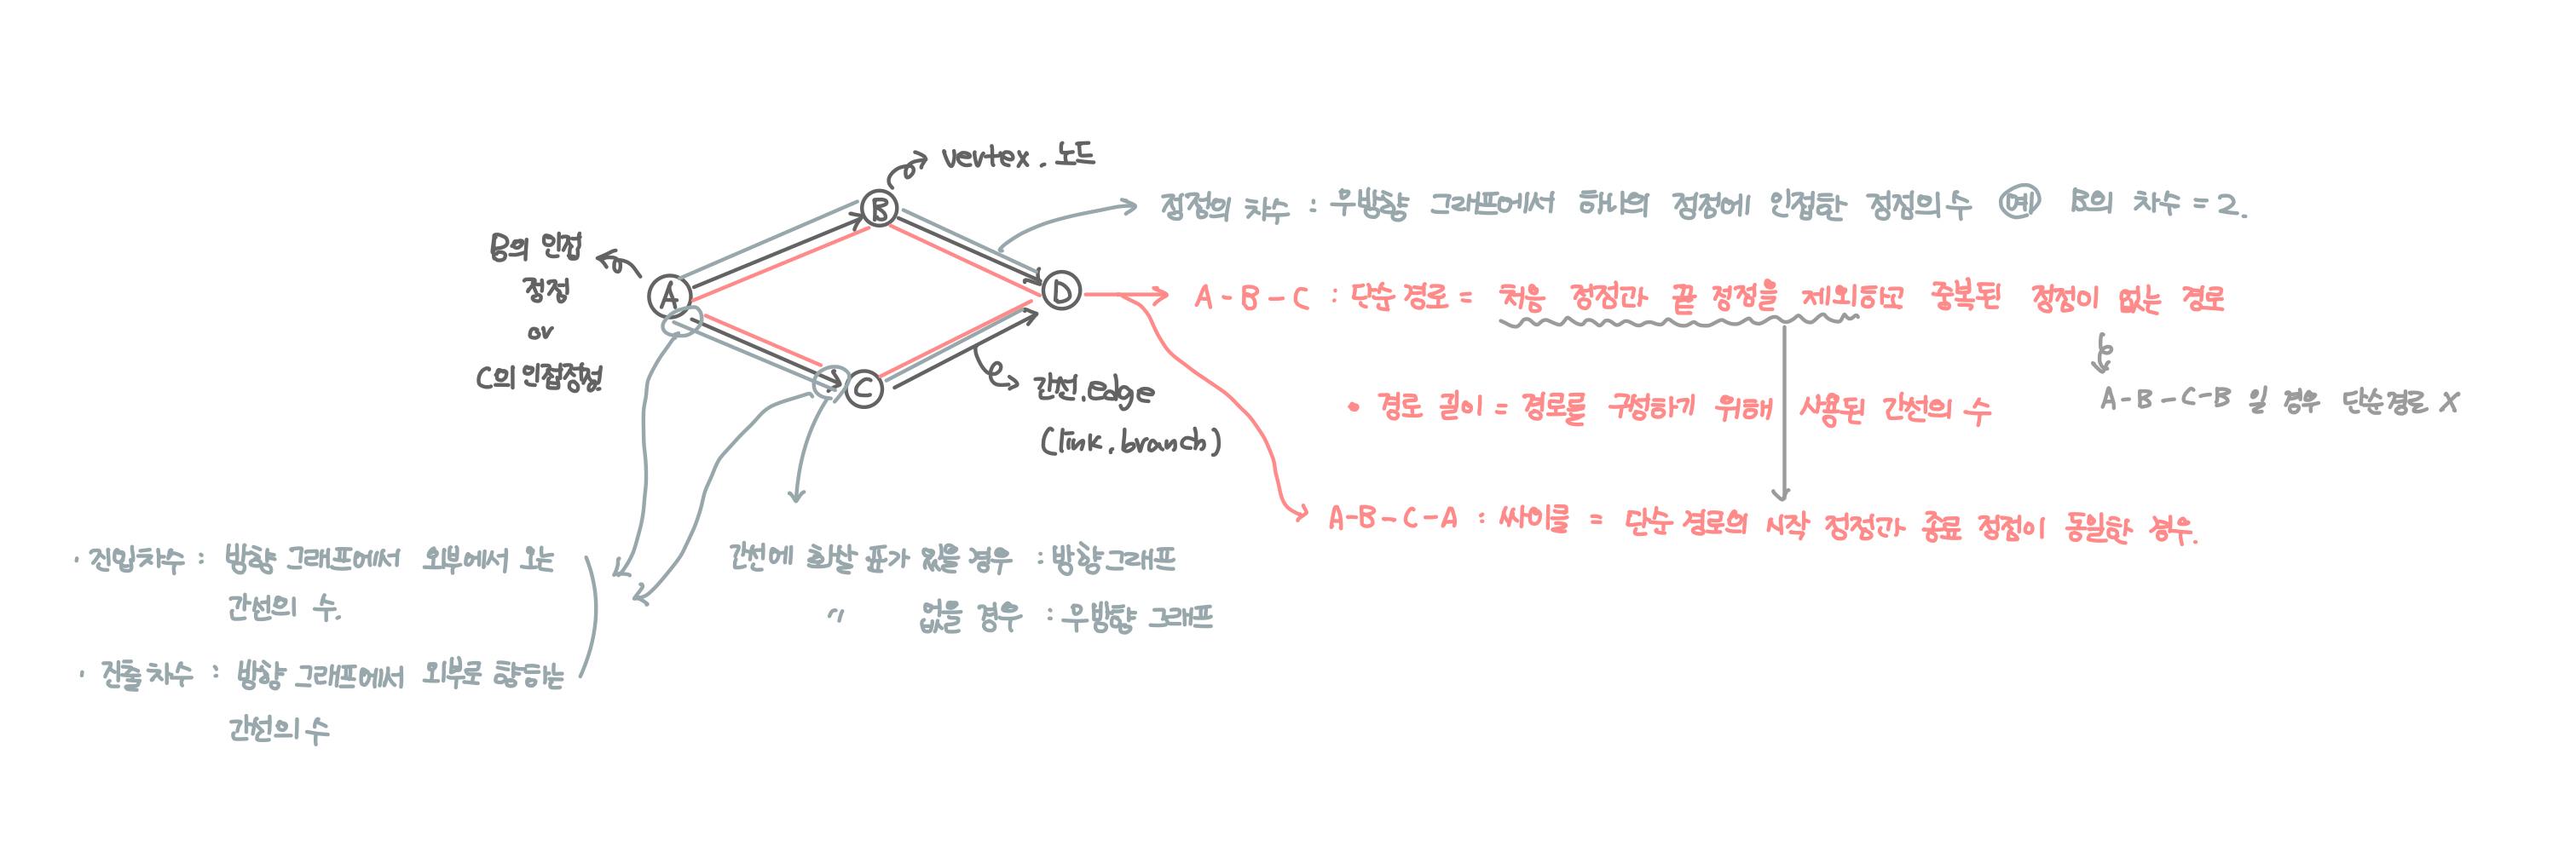 vertex. 노드
B
정점의 차수 : 무방향 그래프에서 하나의 정점에 인접한 정점의 수 예) B의 차수 = 2.
B의 인접
정점
or
C의 인접정점
A
D
A - B - C : 단순 경로 = 처음 정점과 끝 정점을 제외하고 중복된 정점이 없는 경로
C
간선.edge
(link.branch)
• 경로 길이 = 경로를 구성하기 위해 사용된 간선의 수
A - B - C - B 일 경우 단순경로 X
A - B - C - A : 싸이클 = 단순 경로의 시작 정점과 종료 정점이 동일한 경우.
· 진입차수 : 방향 그래프에서 외부에서 오는
간선의 수.
간선에 화살 표가 있을 경우 : 방향그래프
〃 없을 경우 : 무방향 그래프
· 진출차수 : 방향 그래프에서 외부로 향하는
간선의 수